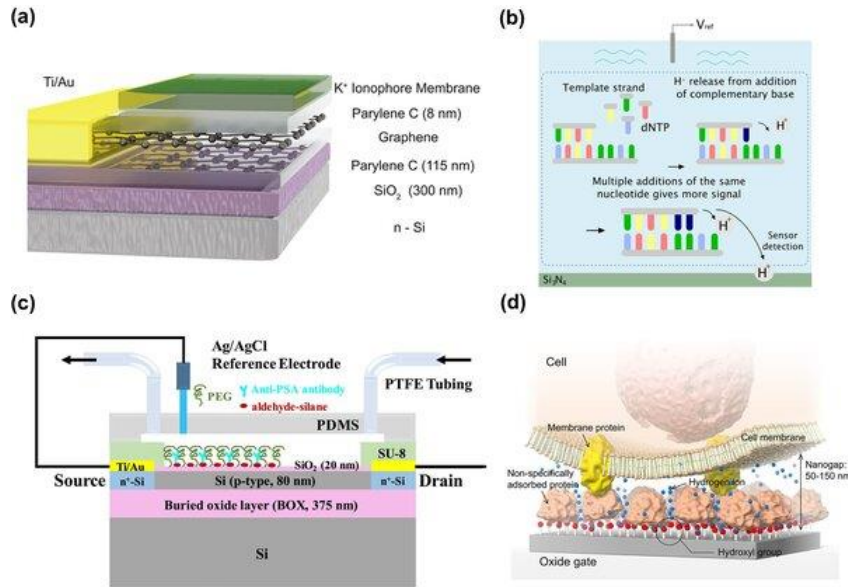 (a)
Ti/Au
K⁺ Ionophore Membrane
Parylene C (8 nm)
Graphene
Parylene C (115 nm)
SiO₂ (300 nm)
n - Si
(b)
Vref
Template strand
H⁺ release from addition
of complementary base
dNTP
H⁺
Multiple additions of the same
nucleotide gives more signal
H⁺
Sensor
detection
H⁺
Si₃N₄
(c)
Ag/AgCl
Reference Electrode
PEG
Anti-PSA antibody
aldehyde-silane
PTFE Tubing
PDMS
SU-8
Ti/Au
SiO₂ (20 nm)
Source
n⁺-Si
Si (p-type, 80 nm)
n⁺-Si
Drain
Buried oxide layer (BOX, 375 nm)
Si
(d)
Cell
Membrane protein
Cell membrane
Non-specifically
adsorbed protein
Hydrogen ion
Nanogap:
50-150 nm
Hydroxyl group
Oxide gate